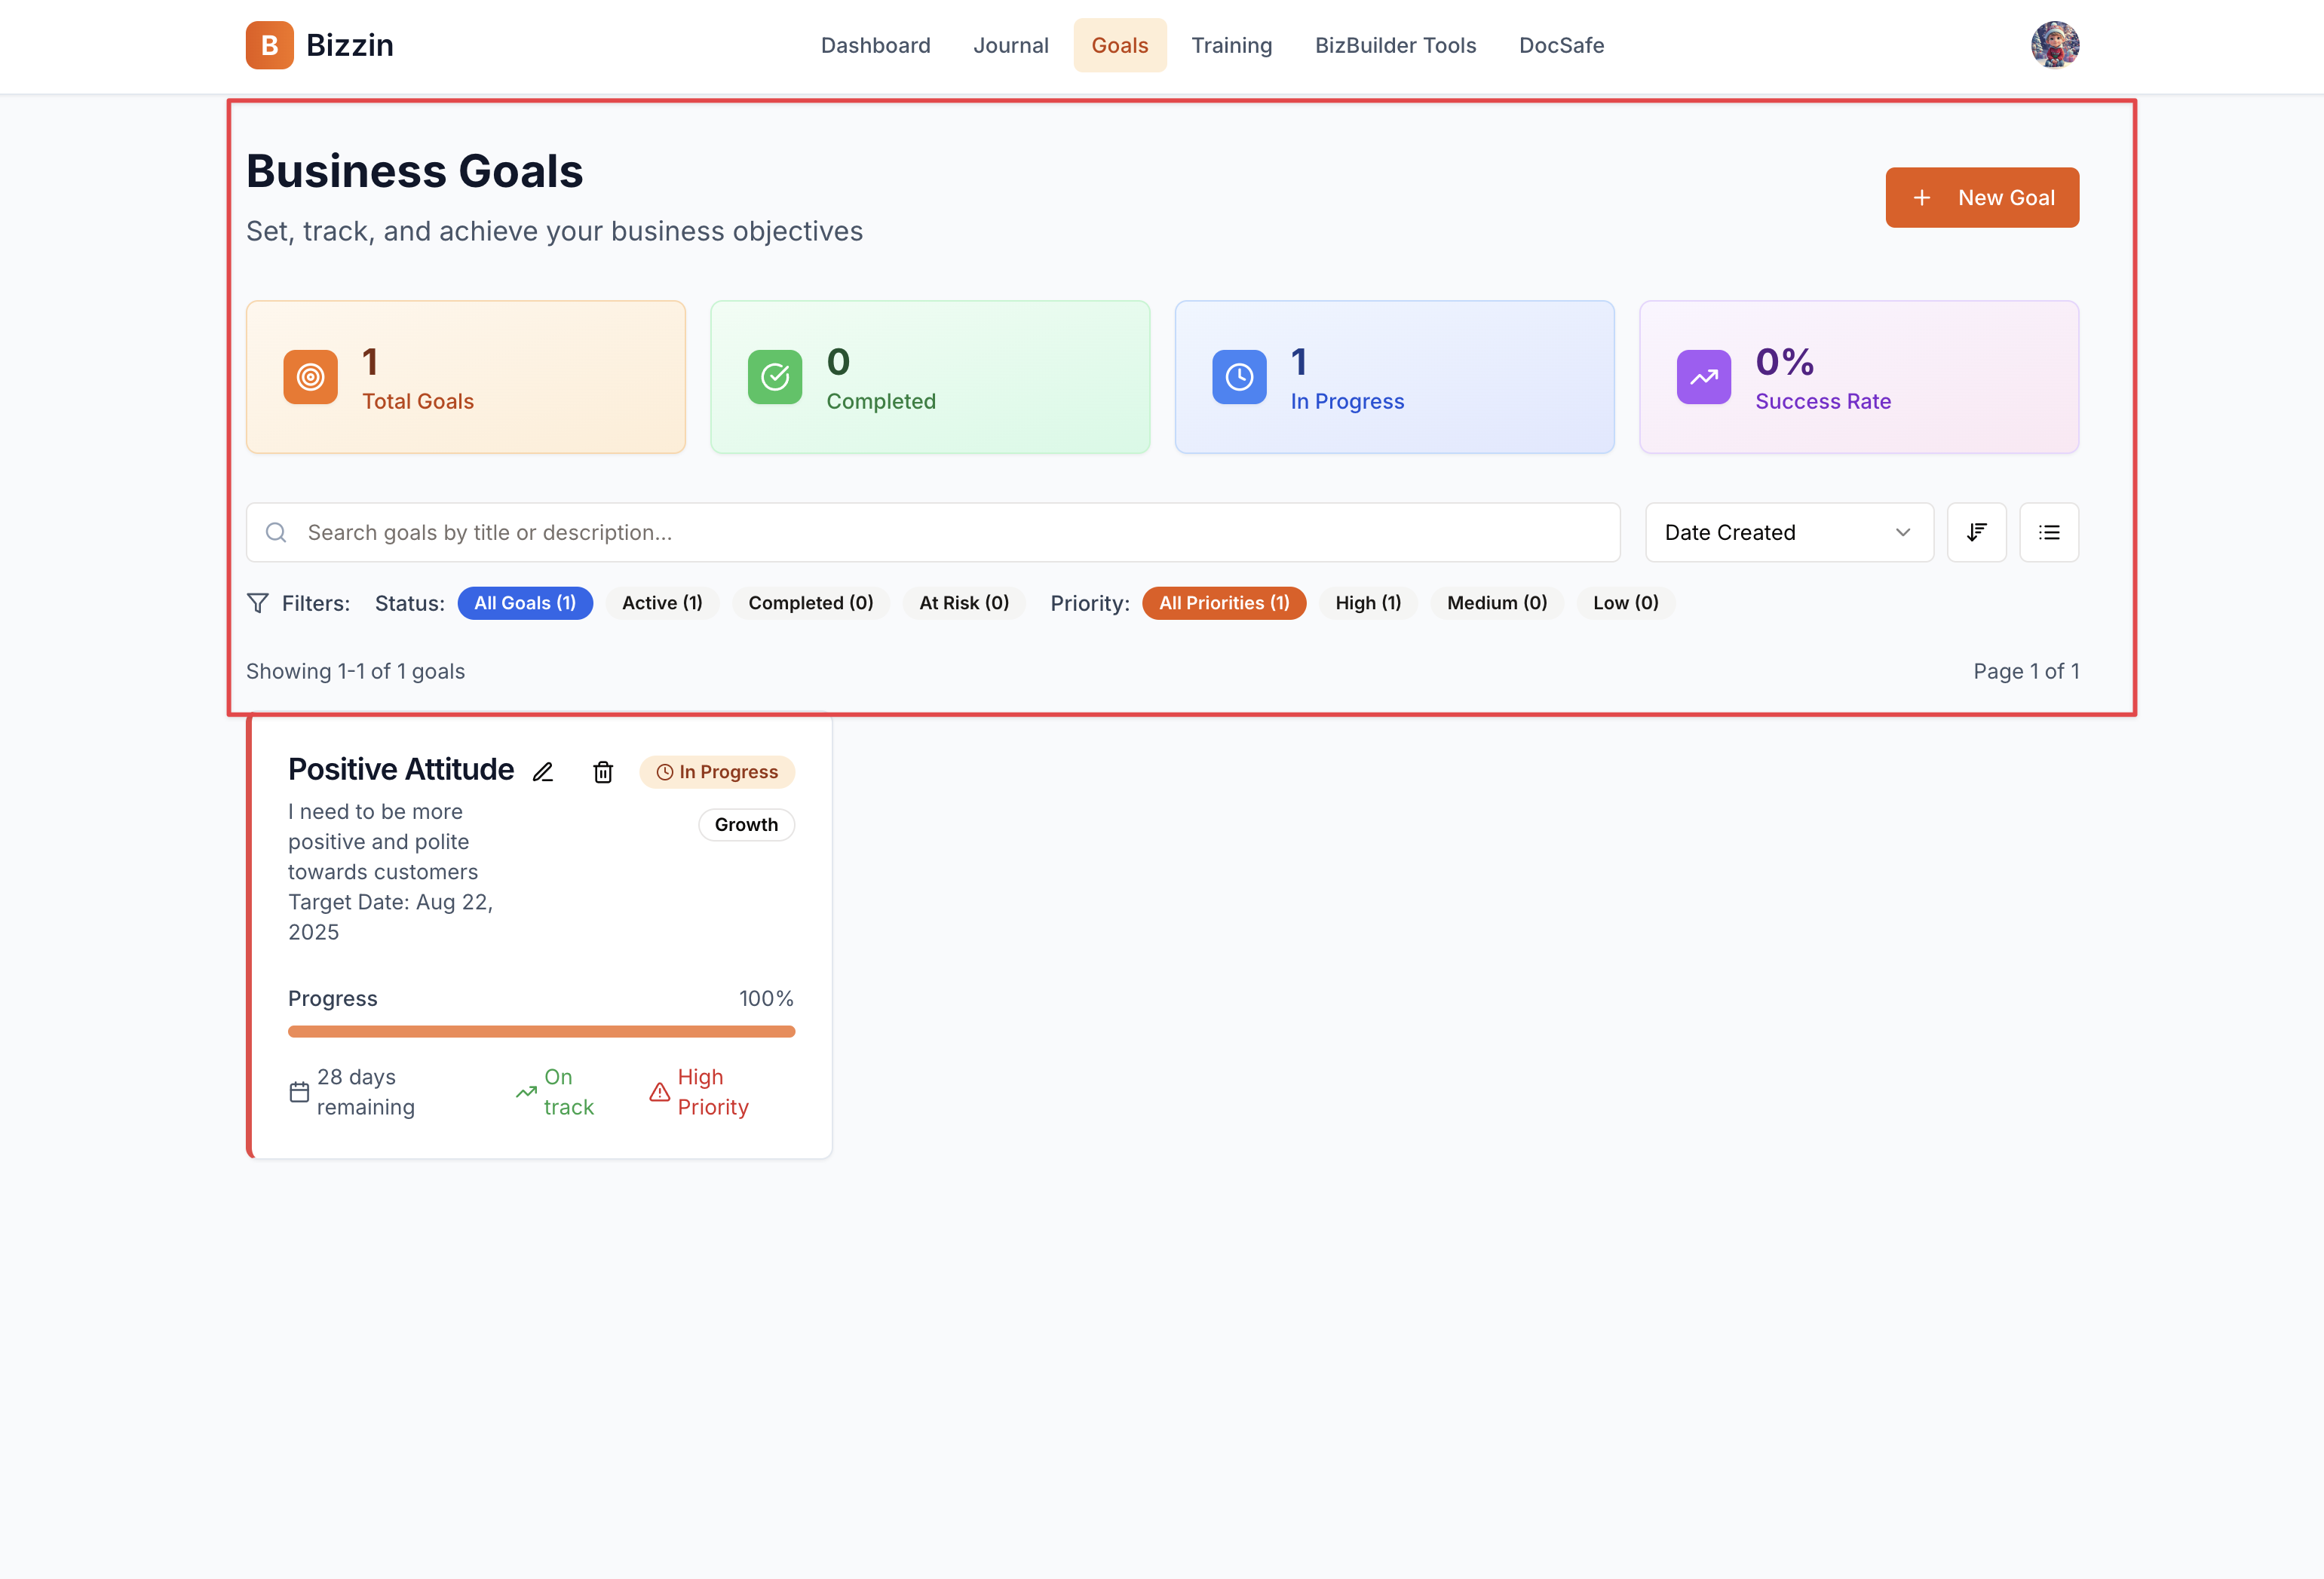 B Bizzin
Dashboard Journal Goals Training BizBuilder Tools DocSafe
Business Goals
Set, track, and achieve your business objectives
New Goal
1
Total Goals
0
Completed
1
In Progress
0%
Success Rate
Search goals by title or description...
Date Created
Filters: Status: All Goals (1) Active (1) Completed (0) At Risk (0) Priority: All Priorities (1) High (1) Medium (0) Low (0)
Showing 1-1 of 1 goals
Page 1 of 1
Positive Attitude
In Progress
Growth
I need to be more
positive and polite
towards customers
Target Date: Aug 22,
2025
Progress 100%
28 days
remaining
On
track
High
Priority